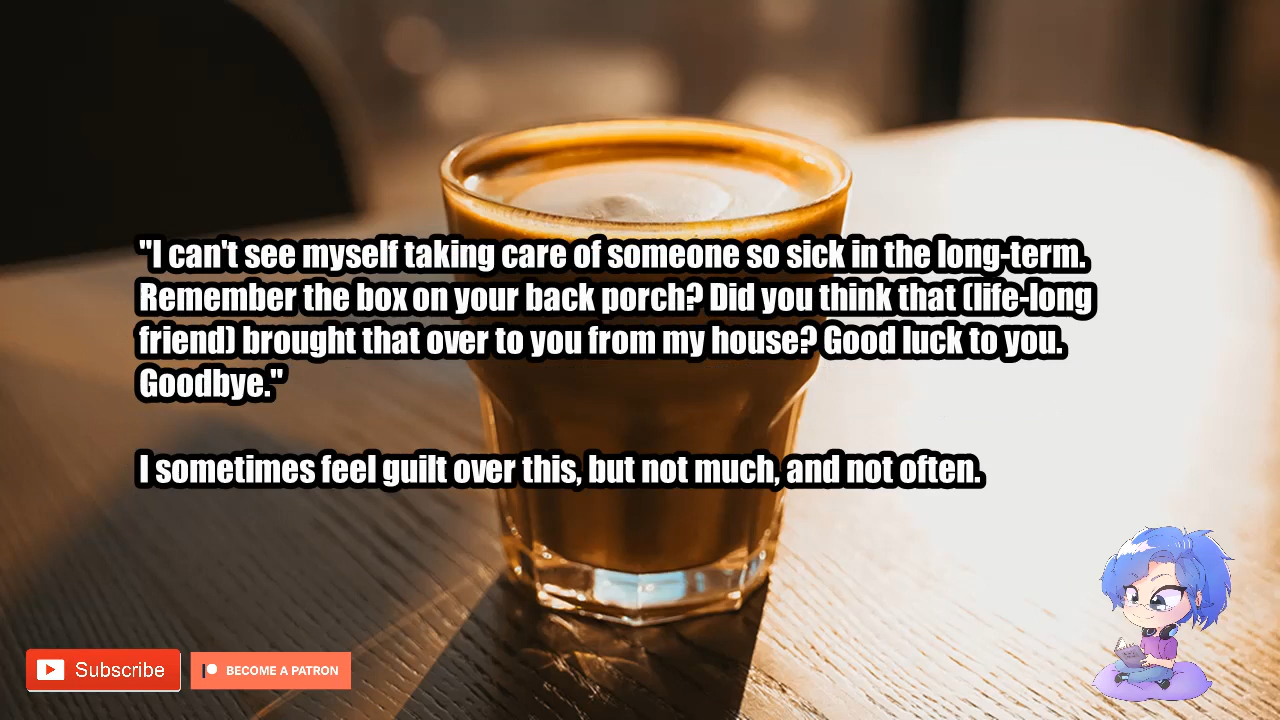 "I can't see myself taking care of someone so sick in the long-term.
Remember the box on your back porch? Did you think that (life-long
friend) brought that over to you from my house? Good luck to you.
Goodbye."
I sometimes feel guilt over this, but not much, and not often.
Subscribe
BECOME A PATRON